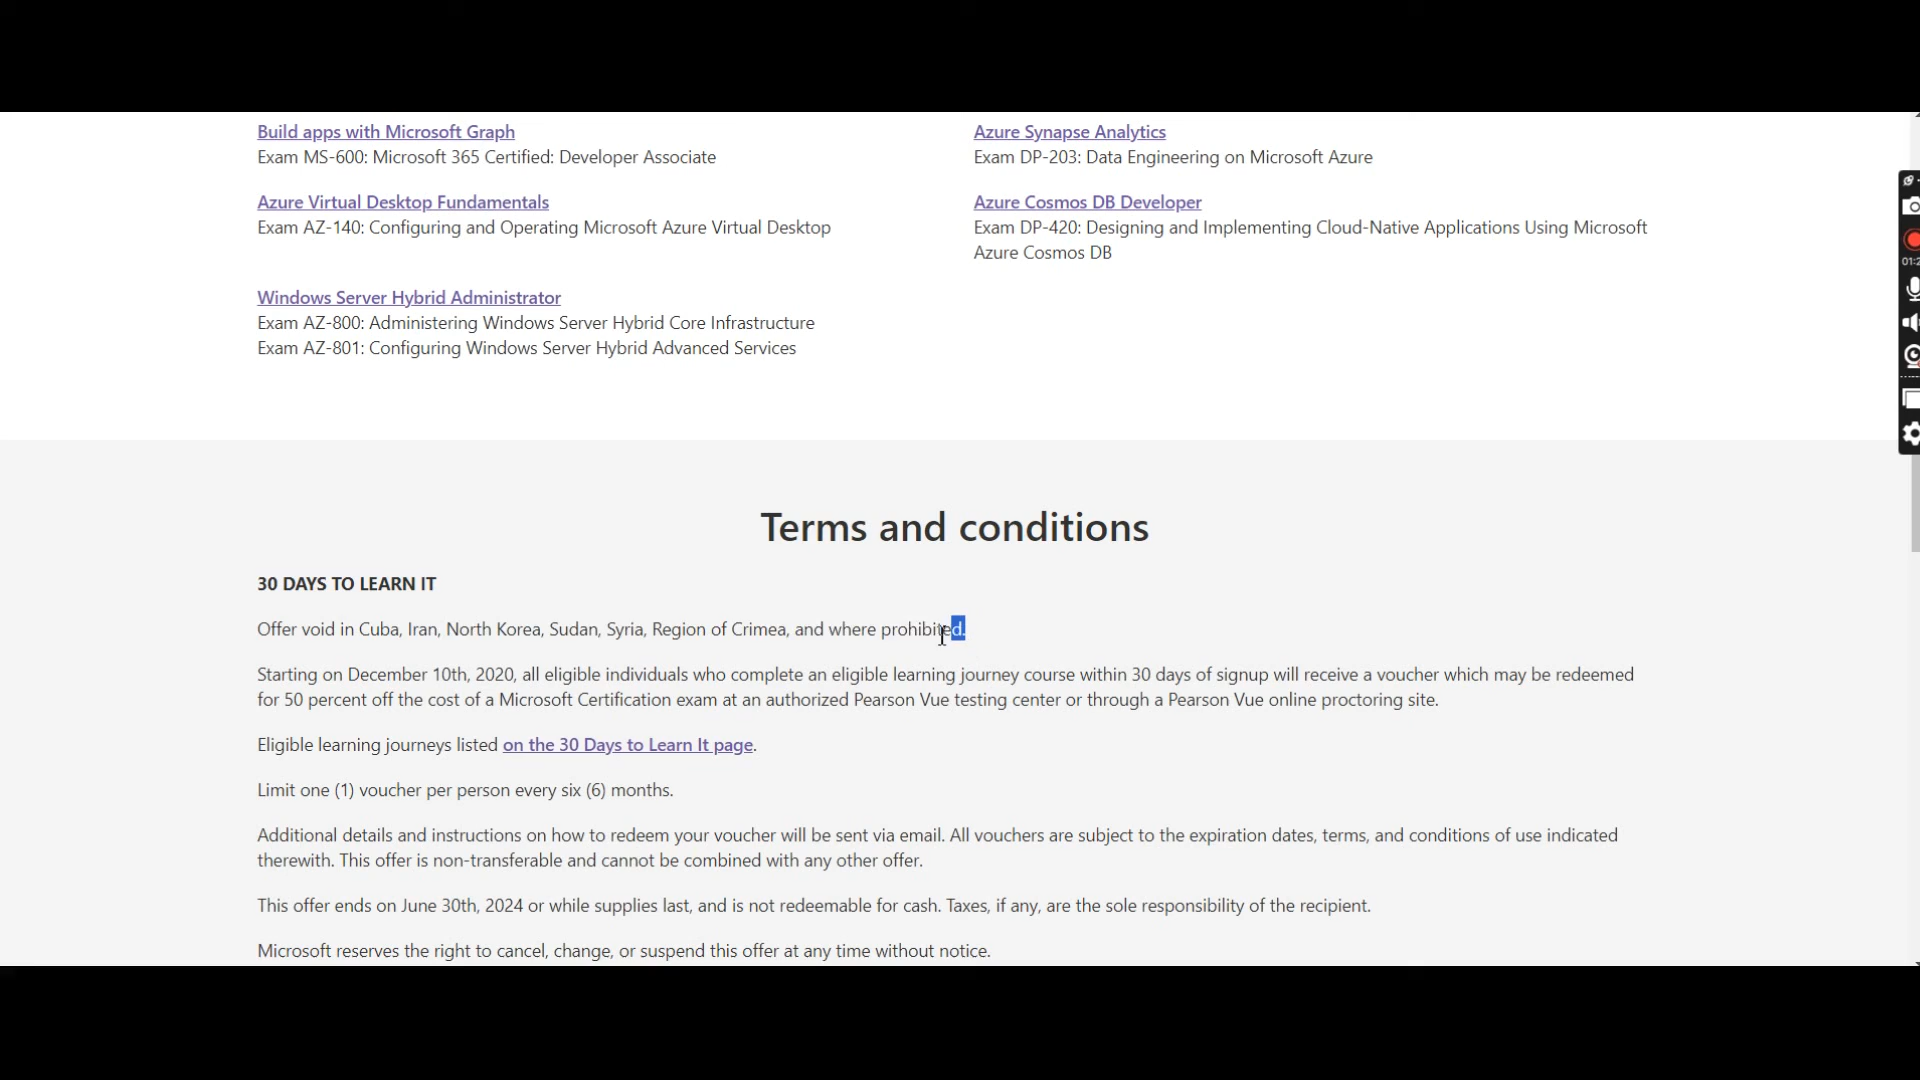 Build apps with Microsoft Graph
Exam MS-600: Microsoft 365 Certified: Developer Associate
Azure Synapse Analytics
Exam DP-203: Data Engineering on Microsoft Azure
Azure Virtual Desktop Fundamentals
Exam AZ-140: Configuring and Operating Microsoft Azure Virtual Desktop
Azure Cosmos DB Developer
Exam DP-420: Designing and Implementing Cloud-Native Applications Using Microsoft
Azure Cosmos DB
Windows Server Hybrid Administrator
Exam AZ-800: Administering Windows Server Hybrid Core Infrastructure
Exam AZ-801: Configuring Windows Server Hybrid Advanced Services
Terms and conditions
30 DAYS TO LEARN IT
Offer void in Cuba, Iran, North Korea, Sudan, Syria, Region of Crimea, and where prohibited.
Starting on December 10th, 2020, all eligible individuals who complete an eligible learning journey course within 30 days of signup will receive a voucher which may be redeemed
for 50 percent off the cost of a Microsoft Certification exam at an authorized Pearson Vue testing center or through a Pearson Vue online proctoring site.
Eligible learning journeys listed on the 30 Days to Learn It page.
Limit one (1) voucher per person every six (6) months.
Additional details and instructions on how to redeem your voucher will be sent via email. All vouchers are subject to the expiration dates, terms, and conditions of use indicated
therewith. This offer is non-transferable and cannot be combined with any other offer.
This offer ends on June 30th, 2024 or while supplies last, and is not redeemable for cash. Taxes, if any, are the sole responsibility of the recipient.
Microsoft reserves the right to cancel, change, or suspend this offer at any time without notice.